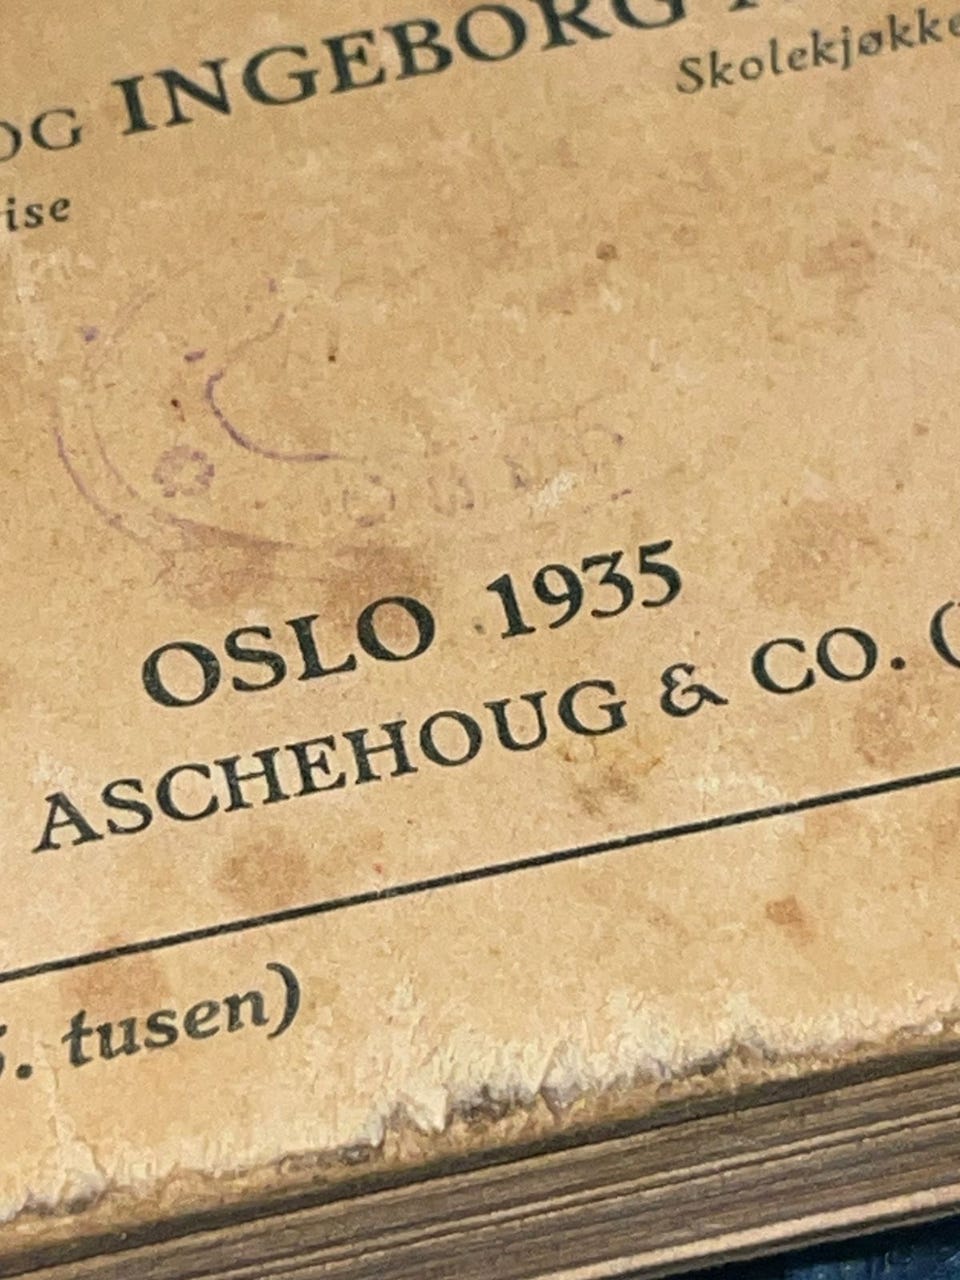 OG INGEBORG
Skolekjøkke
ise
OSLO 1935
ASCHEHOUG & CO. (
. tusen)